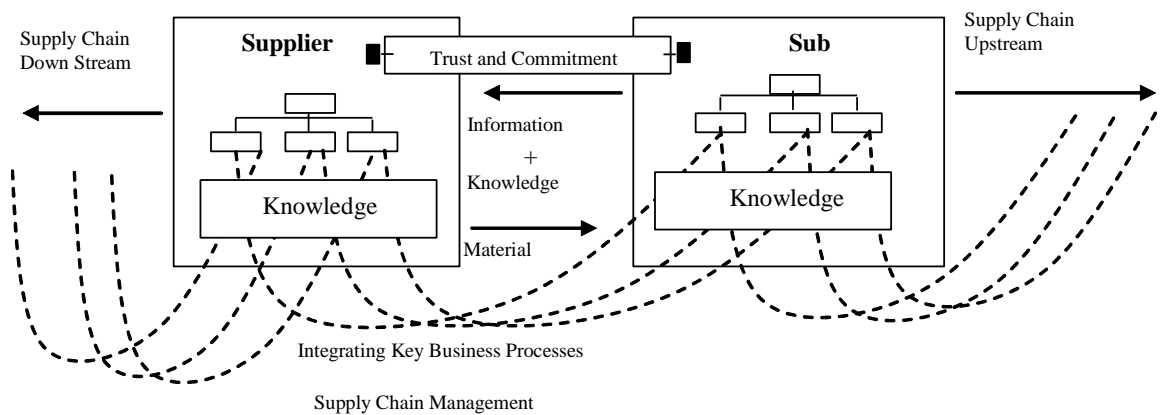 Supply Chain
Down Stream
Supplier
Trust and Commitment
Sub
Supply Chain
Upstream
Information
+
Knowledge
Knowledge
Knowledge
Material
Integrating Key Business Processes
Supply Chain Management